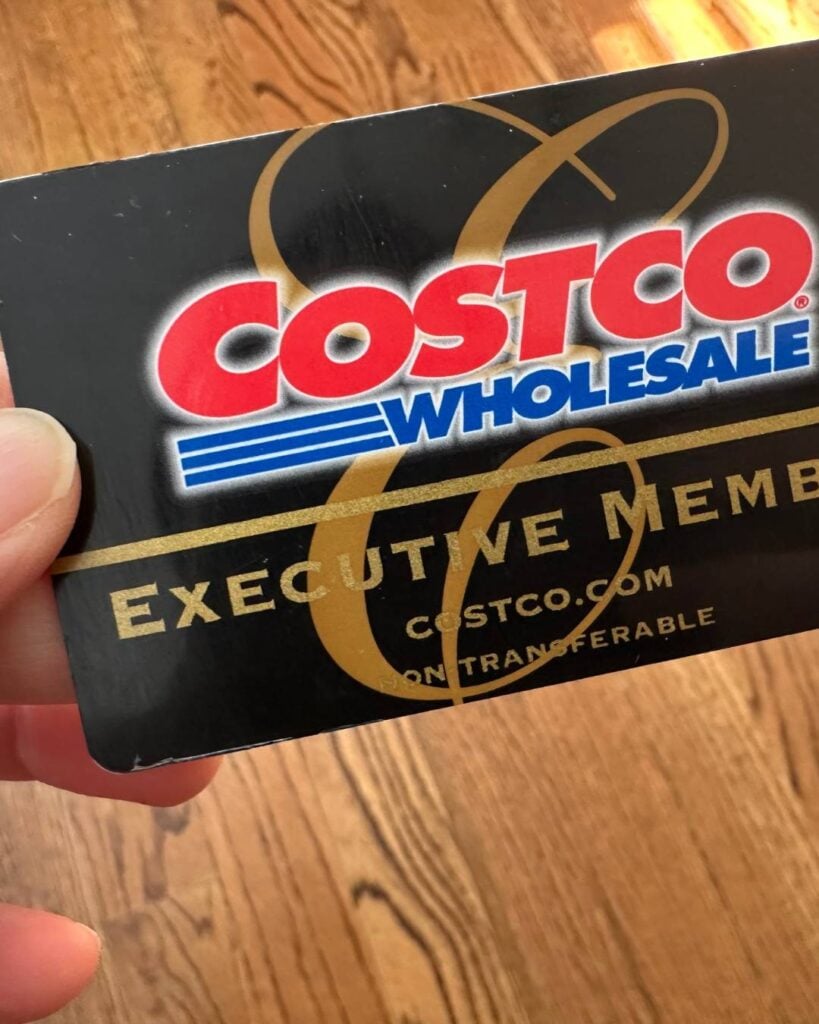 COSTCO®
WHOLESALE
EXECUTIVE MEMB
COSTCO.COM
NON-TRANSFERABLE